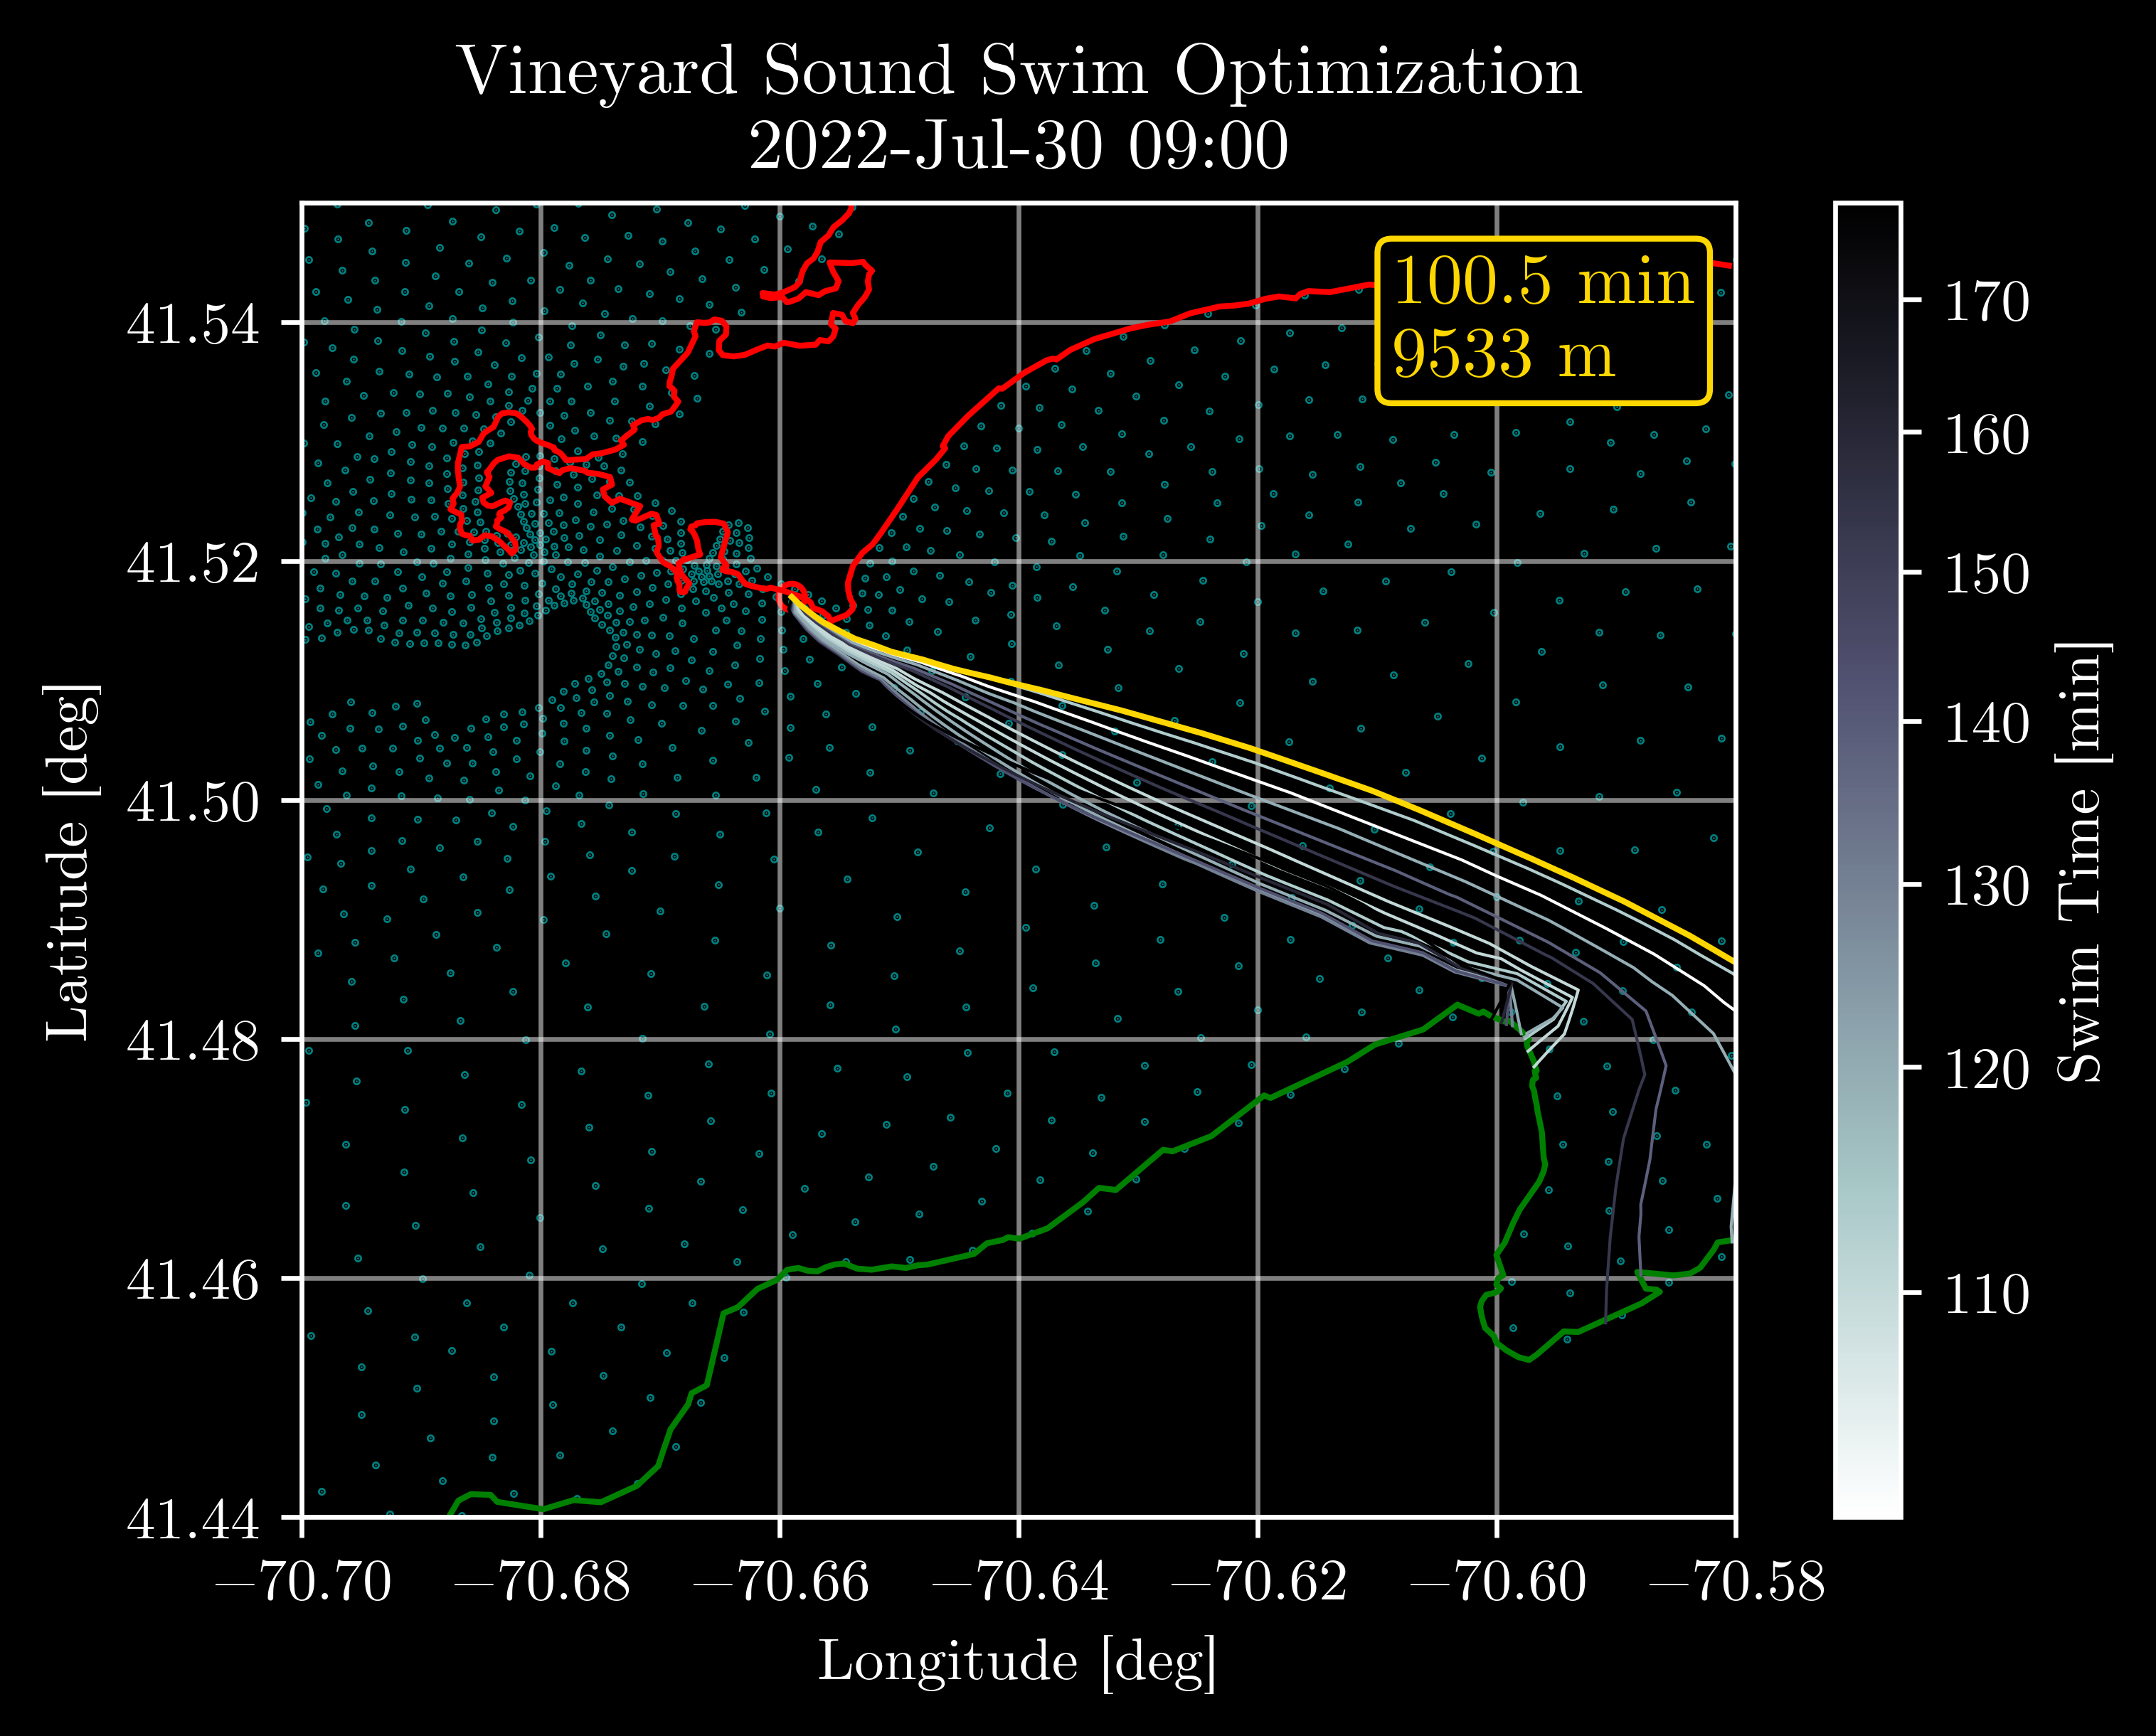 Vineyard Sound Swim Optimization
2022-Jul-30 09:00
100.5 min
9533 m
41.54
41.52
41.50
41.48
41.46
41.44
Latitude [deg]
−70.70
−70.68
−70.66
−70.64
−70.62
−70.60
−70.58
Longitude [deg]
170
160
150
140
130
120
110
Swim Time [min]